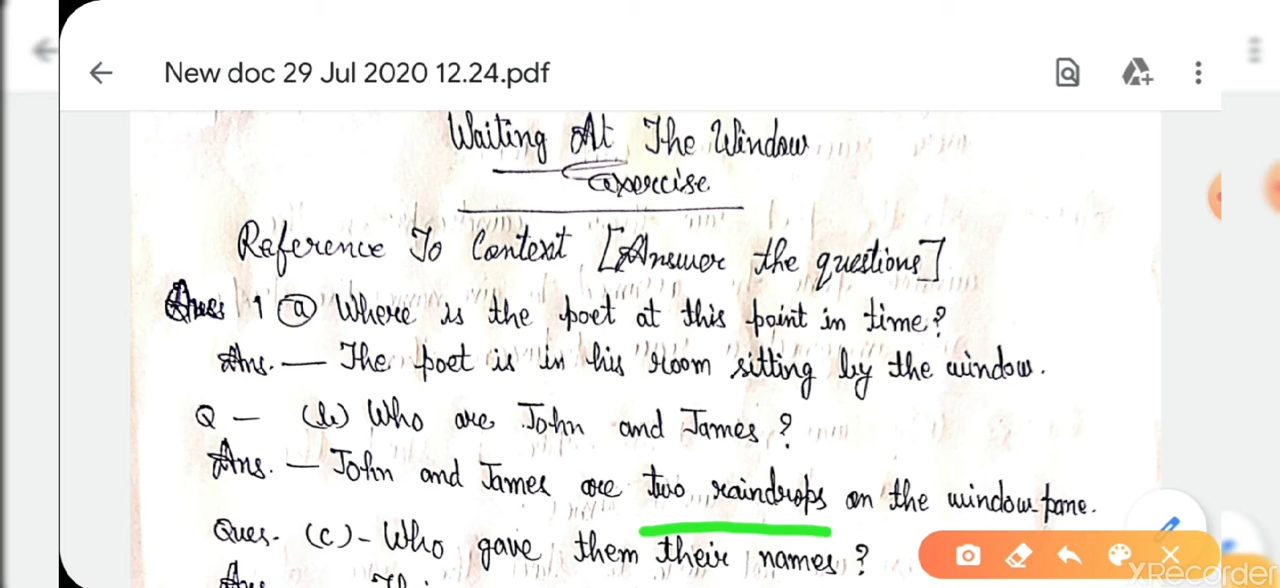 New doc 29 Jul 2020 12.24.pdf
Waiting At The Window
Exercise
Reference To Context [Answer the questions]
Ques 1 (a) Where is the poet at this point in time?
Ans. — The poet is in his room sitting by the window.
Q — (b) Who are John and James?
Ans. — John and James are two raindrops on the window-pane.
Ques. (c) - Who gave them their names?
Ans
XRecorder